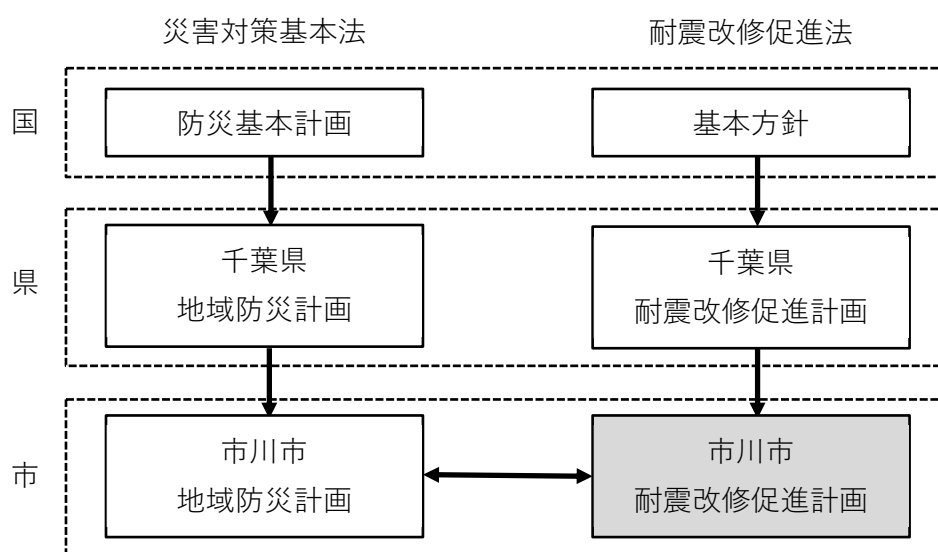 災害対策基本法
耐震改修促進法
国
防災基本計画
基本方針
県
千葉県
地域防災計画
千葉県
耐震改修促進計画
市
市川市
地域防災計画
市川市
耐震改修促進計画